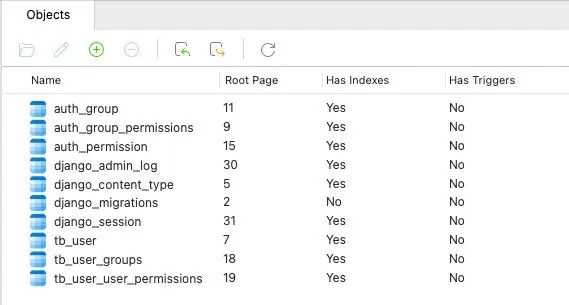 Objects
Name Root Page Has Indexes Has Triggers
auth_group 11 Yes No
auth_group_permissions 9 Yes No
auth_permission 15 Yes No
django_admin_log 30 Yes No
django_content_type 5 Yes No
django_migrations 2 No No
django_session 31 Yes No
tb_user 7 Yes No
tb_user_groups 18 Yes No
tb_user_user_permissions 19 Yes No